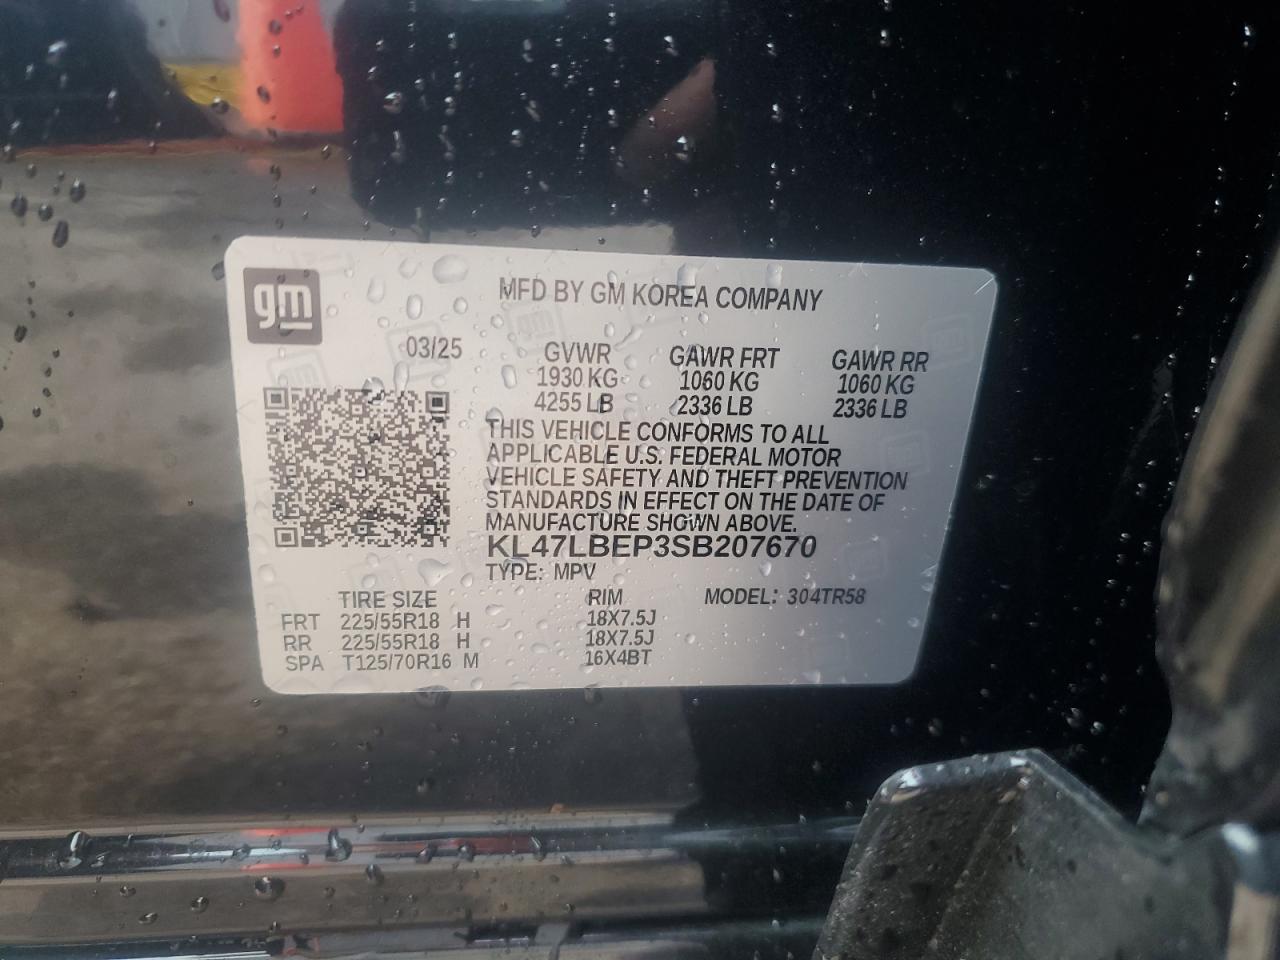 gm
MFD BY GM KOREA COMPANY
03/25 GVWR GAWR FRT GAWR RR
1930 KG 1060 KG 1060 KG
4255 LB 2336 LB 2336 LB
THIS VEHICLE CONFORMS TO ALL
APPLICABLE U.S. FEDERAL MOTOR
VEHICLE SAFETY AND THEFT PREVENTION
STANDARDS IN EFFECT ON THE DATE OF
MANUFACTURE SHOWN ABOVE.
KL47LBEP3SB207670
TYPE: MPV
TIRE SIZE RIM MODEL: 304TR58
FRT 225/55R18 H 18X7.5J
RR 225/55R18 H 18X7.5J
SPA T125/70R16 M 16X4BT